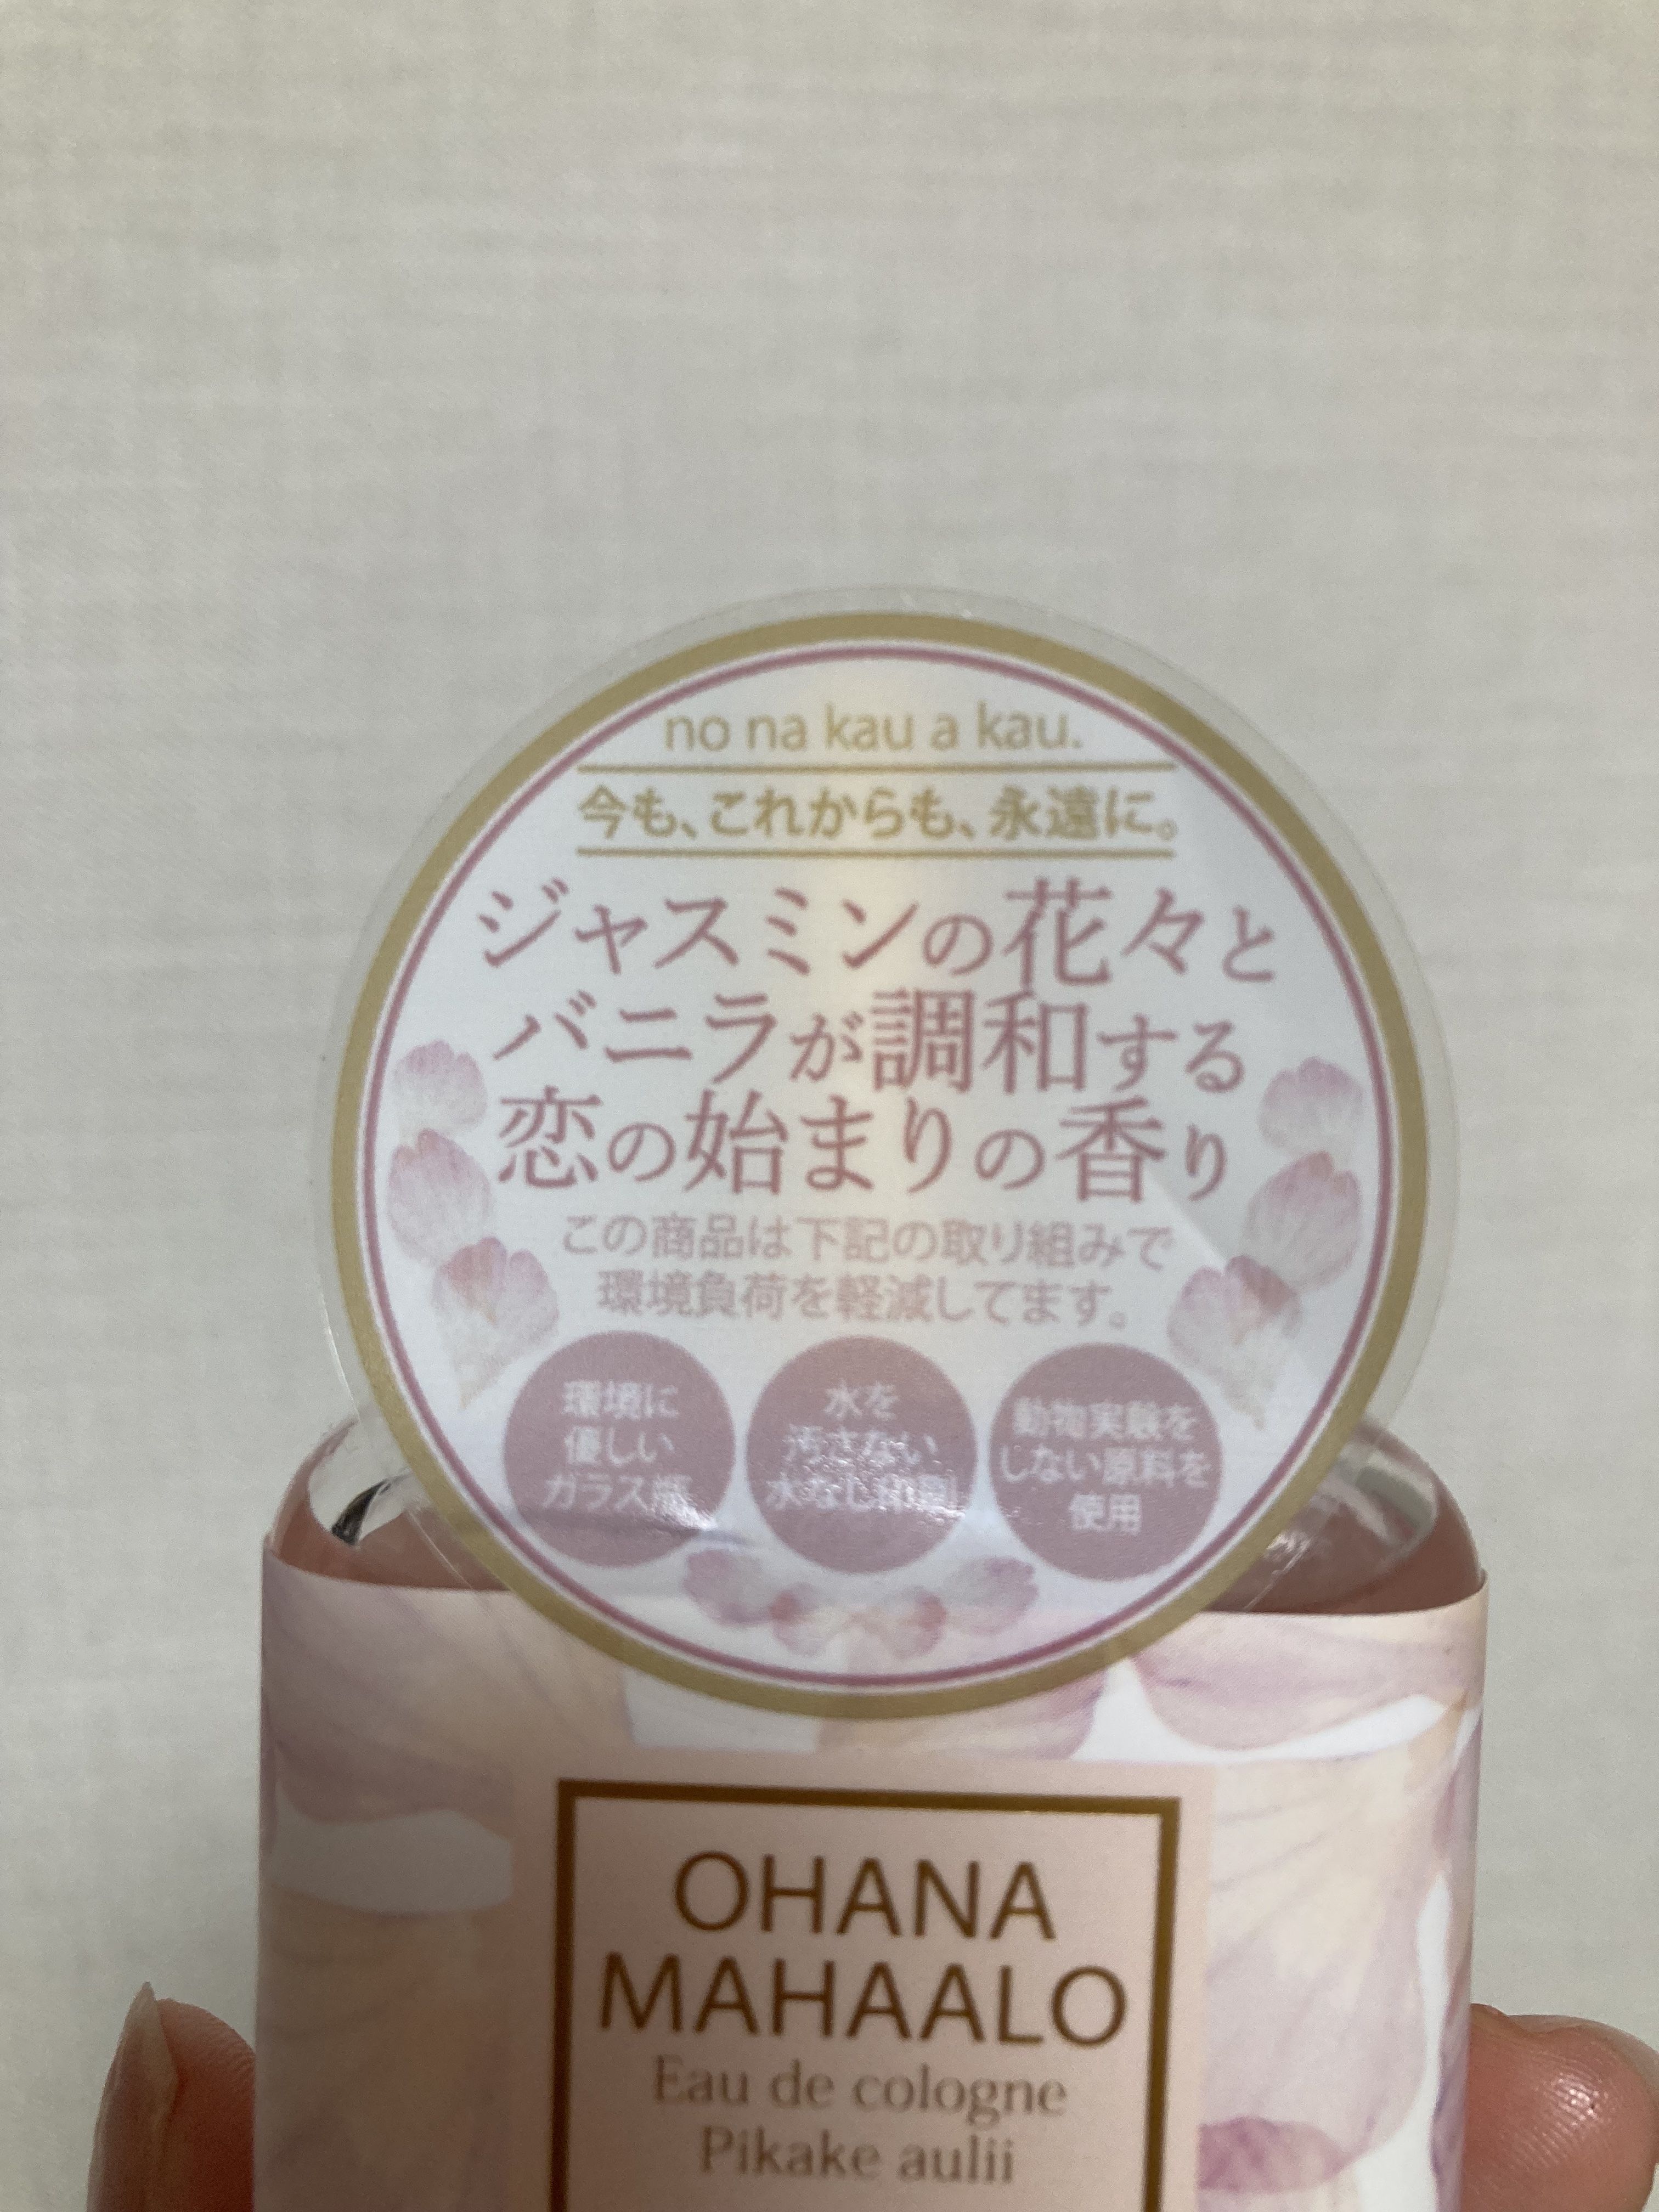 no na kau a kau.
今も、これからも、永遠に。
ジャスミンの花々と
バニラが調和する
恋の始まりの香り
この商品は下記の取り組みで
環境負荷を軽減してます。
環境に
優しい
ガラス瓶
水を
汚さない
水なし印刷
動物実験を
しない原料を
使用
OHANA
MAHAALO
Eau de cologne
Pikake aulii